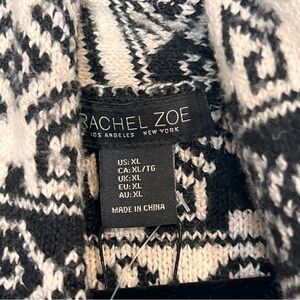 RACHEL ZOE
LOS ANGELES NEW YORK
US: XL
CA: XL/TG
UK: XL
EU: XL
AU: XL
MADE IN CHINA